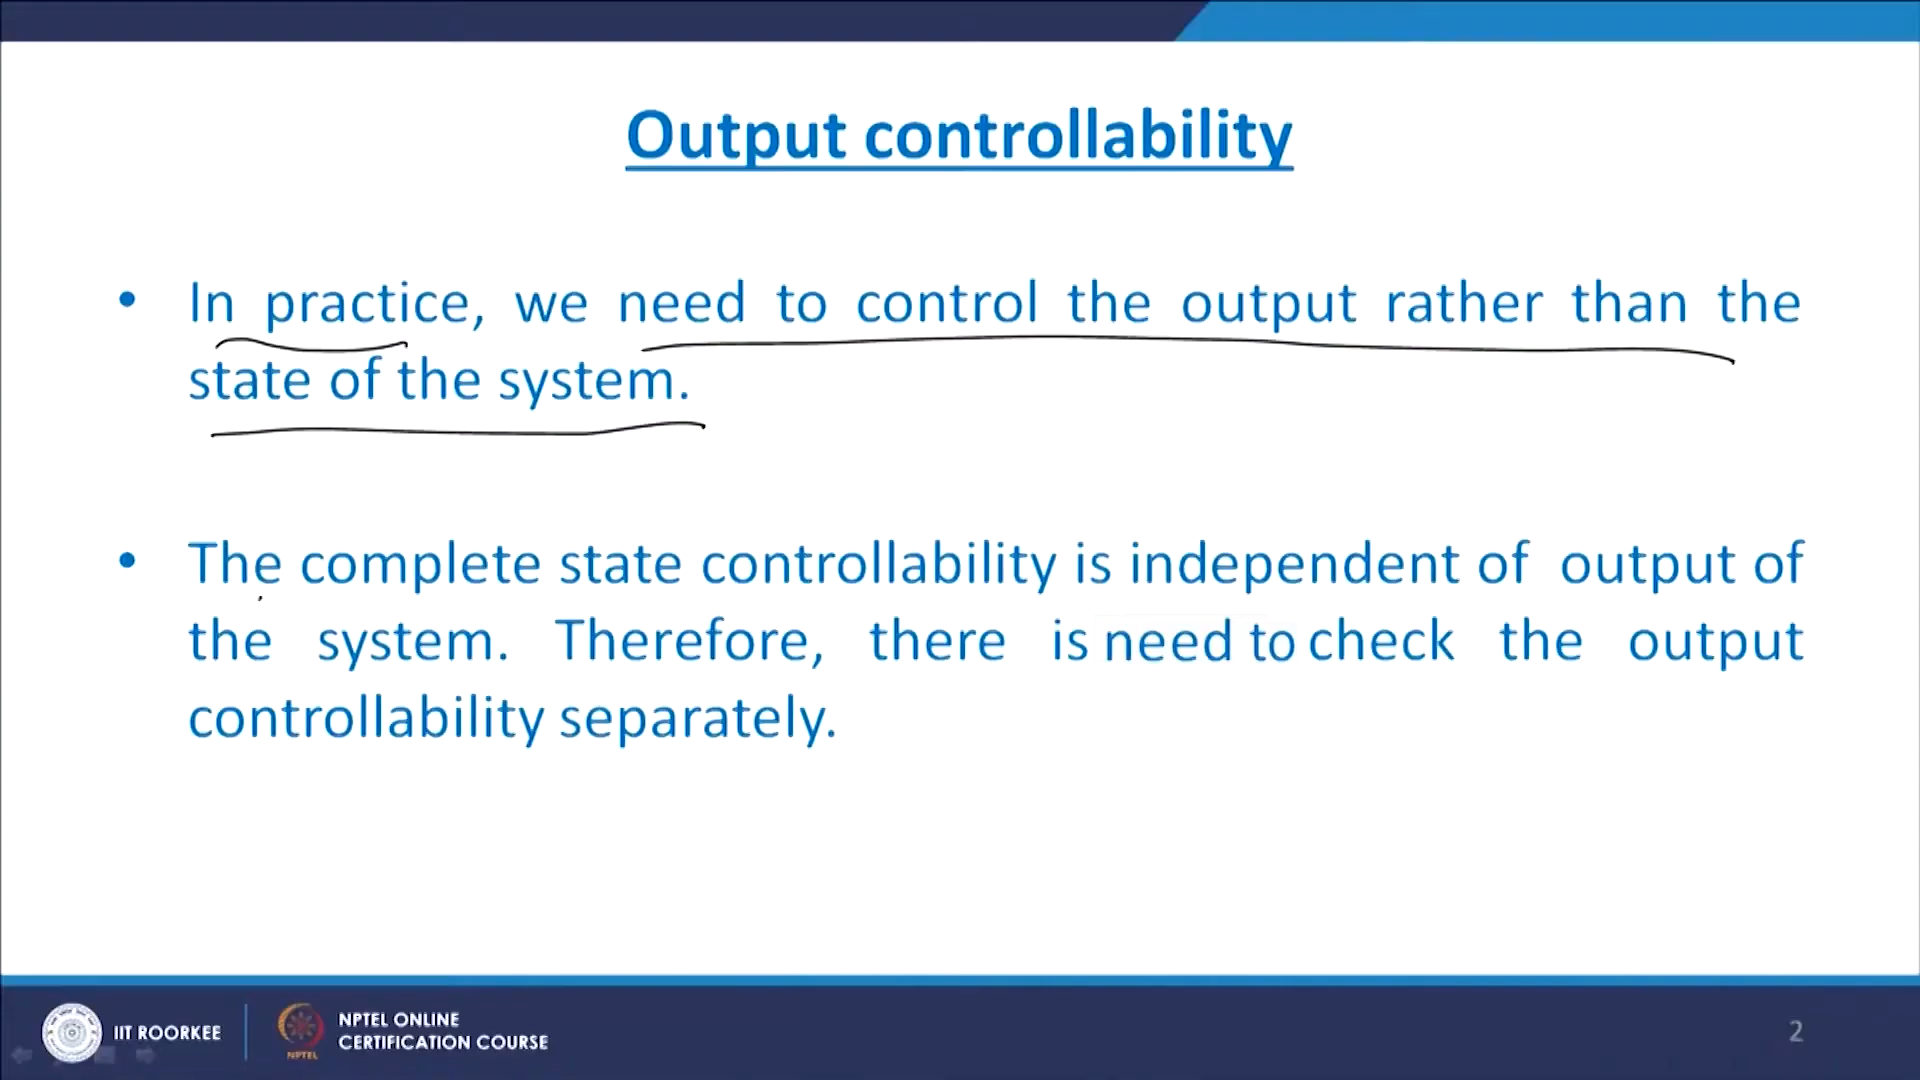 Output controllability
• In practice, we need to control the output rather than the
state of the system.
• The complete state controllability is independent of output of
the system. Therefore, there is need to check the output
controllability separately.
IIT ROORKEE
NPTEL
NPTEL ONLINE
CERTIFICATION COURSE
2